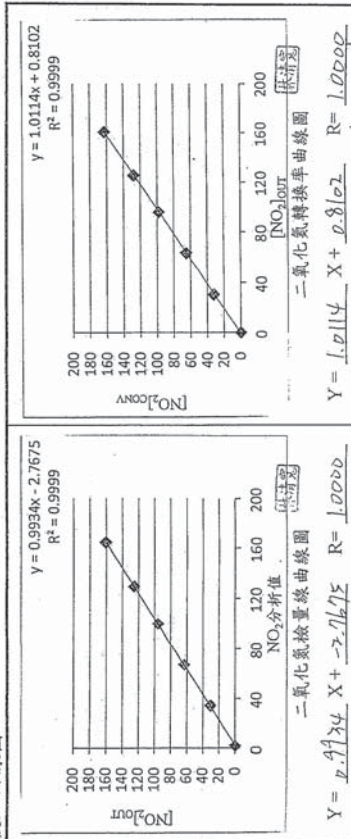 y = 0.9934x - 2.7675
R² = 0.9999
200
180
160
140
120
100
80
60
40
20
0
[NO₂]OUT
0 40 80 120 160 200
NO₂分析值
二氧化氮檢量線曲線圖
Y = 0.9934 X + -2.7675 R= 1.0000
y = 1.0114x + 0.8102
R² = 0.9999
200
180
160
140
120
100
80
60
40
20
0
[NO₂]CONV
0 40 80 120 160 200
[NO₂]OUT
二氧化氮轉換率曲線圖
Y = 1.0114 X + 0.8102 R= 1.0000